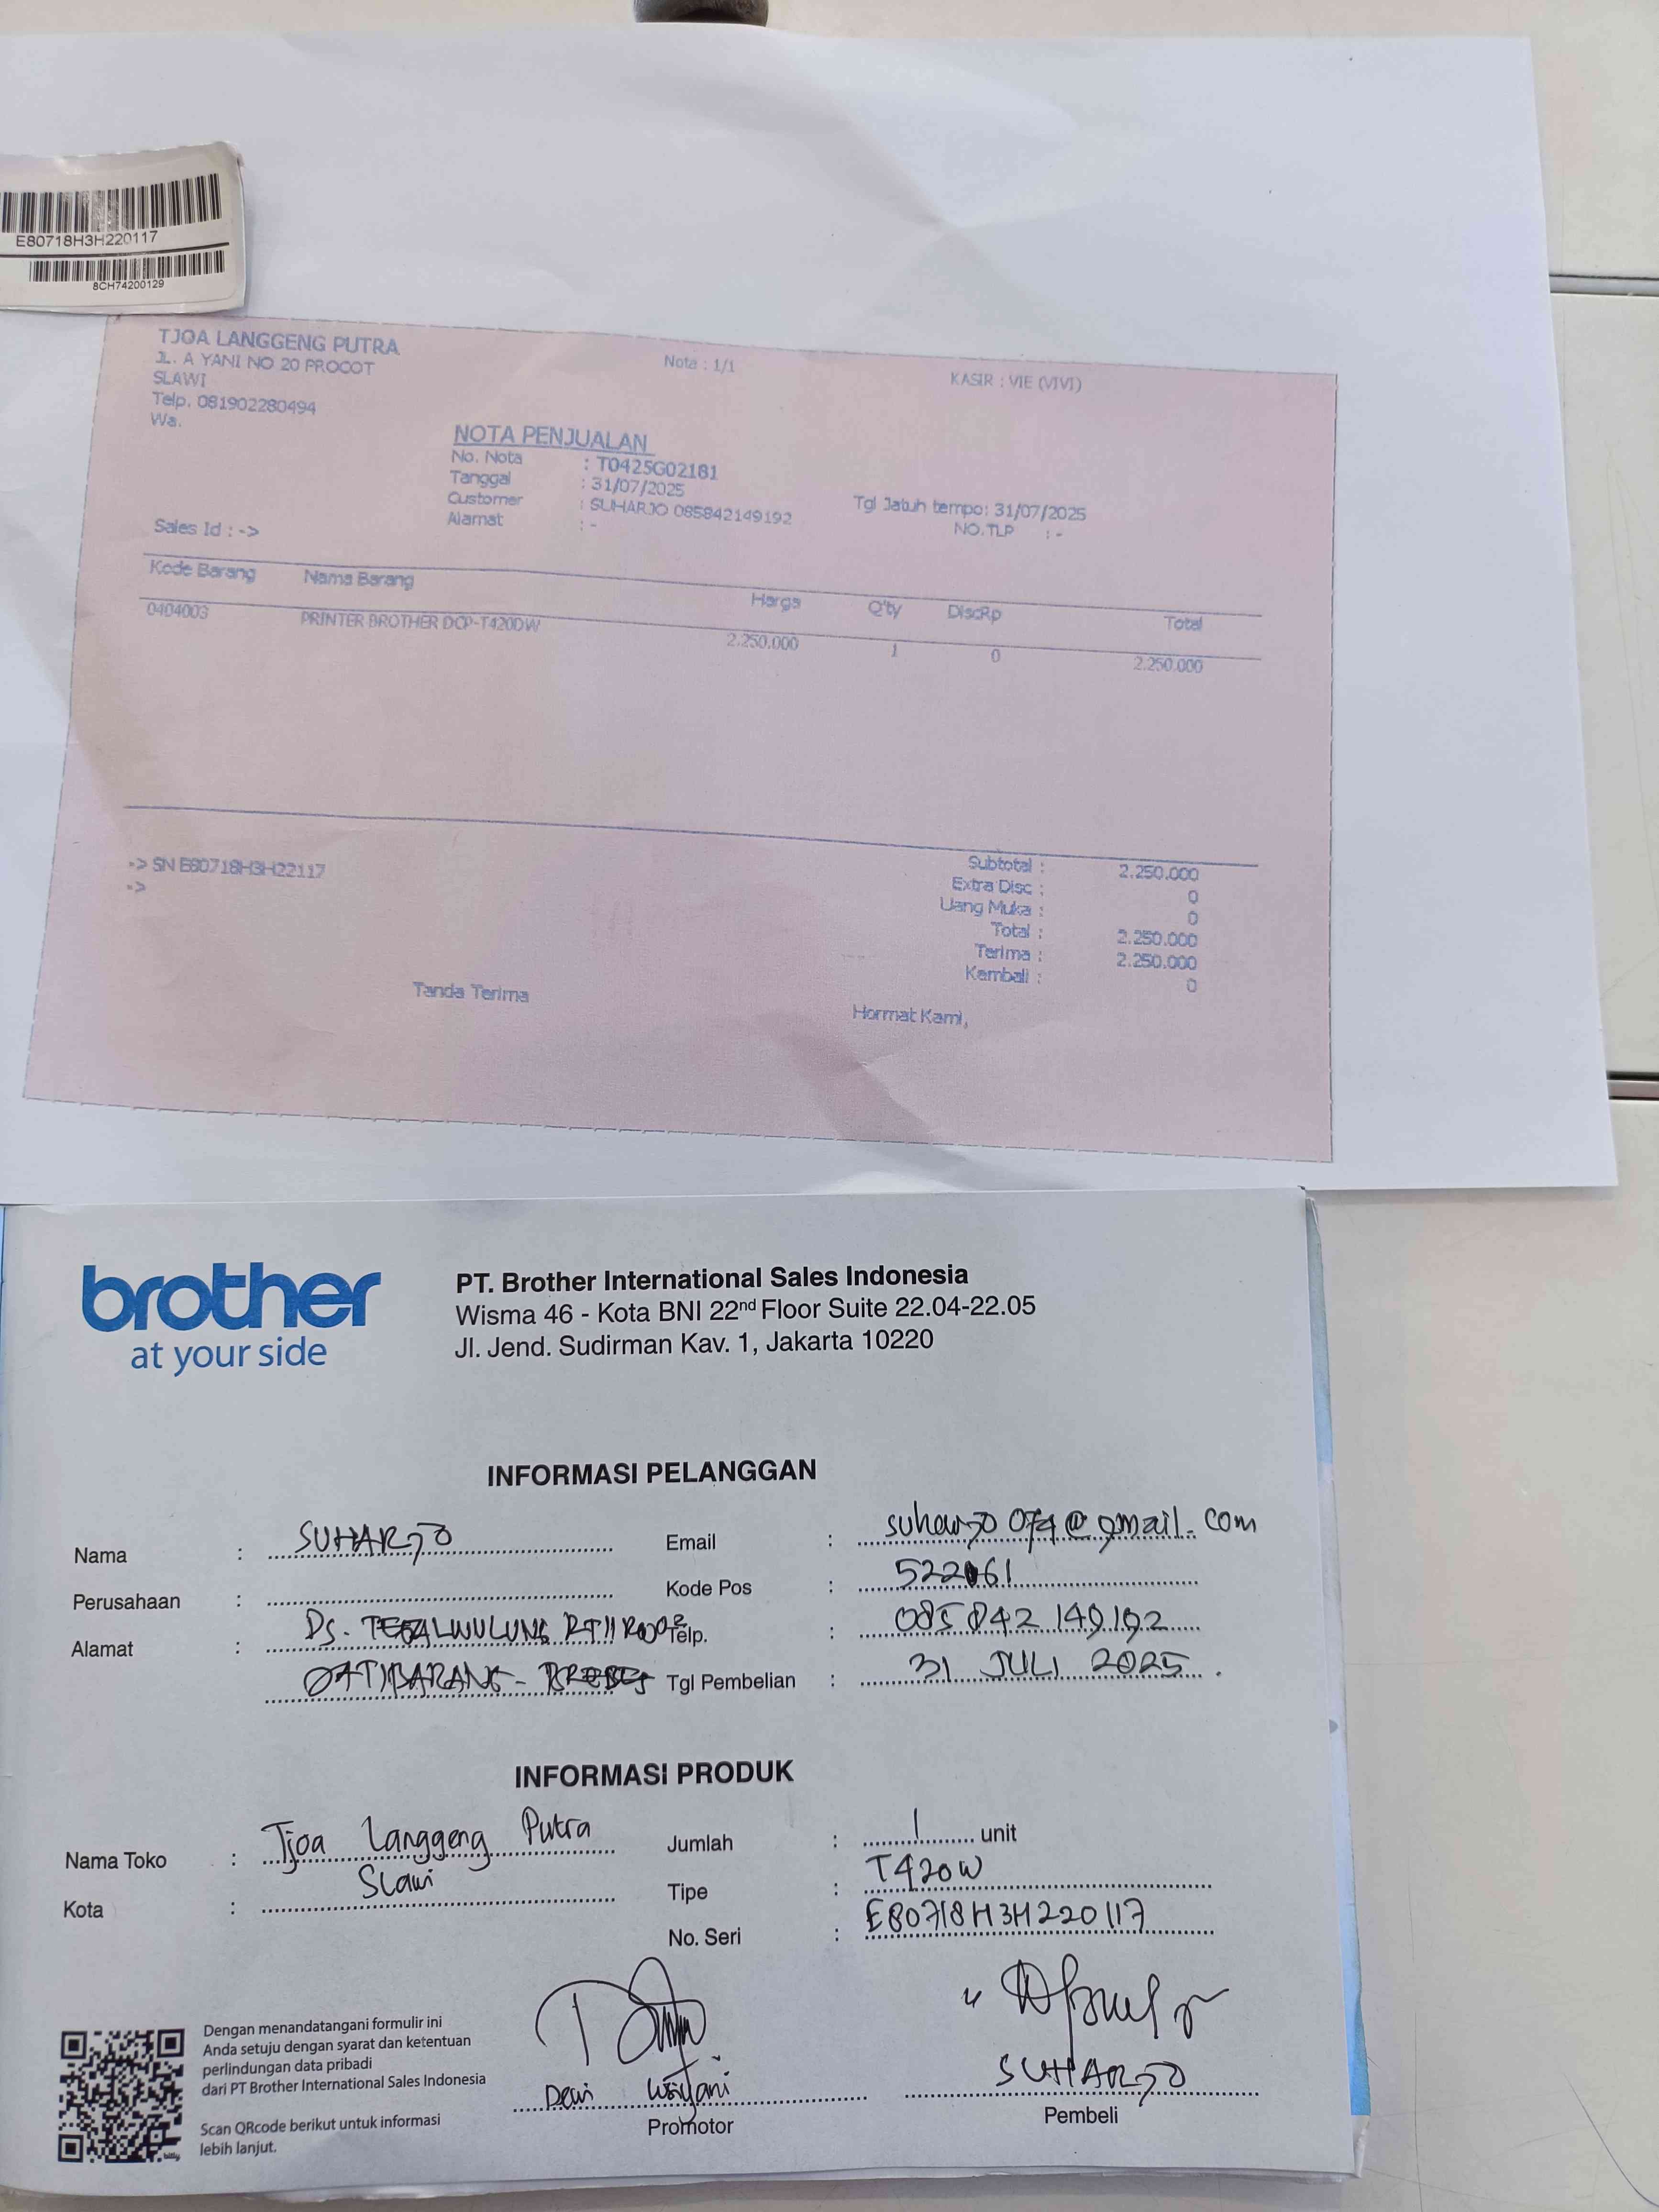 E80718H3H220117
8CH74200129
TJOA LANGGENG PUTRA
JL. A YANI NO 20 PROCOT
SLAWI
Telp. 081902280494
Wa.
Nota : 1/1
KASIR : VIE (VIVI)
NOTA PENJUALAN
No. Nota : T0425G02181
Tanggal : 31/07/2025
Customer : SUHARJO 085842149192
Alamat : -
Tgl Jatuh tempo: 31/07/2025
NO.TLP : -
Sales Id : ->
Kode Barang Nama Barang Harga Q'ty DiscRp Total
0404003 PRINTER BROTHER DCP-T420DW 2.250.000 1 0 2.250.000
-> SN E80718H3H22117
->
Subtotal : 2.250.000
Extra Disc : 0
Uang Muka : 0
Total : 2.250.000
Terima : 2.250.000
Kembali : 0
Tanda Terima
Hormat Kami,
brother
at your side
PT. Brother International Sales Indonesia
Wisma 46 - Kota BNI 22nd Floor Suite 22.04-22.05
Jl. Jend. Sudirman Kav. 1, Jakarta 10220
INFORMASI PELANGGAN
Nama : SUHARJO
Perusahaan :
Alamat : Ds. TEGALWULUNG RT11 RW02
JATIBARANG - BREBES
Email : suharjo074@gmail.com
Kode Pos : 522061
Telp. : 085842149192
Tgl Pembelian : 31 JULI 2025.
INFORMASI PRODUK
Nama Toko : Tjoa Langgeng Putra
Kota : Slawi
Jumlah : 1 unit
Tipe : T420W
No. Seri : E80718H3H220117
Dengan menandatangani formulir ini
Anda setuju dengan syarat dan ketentuan
perlindungan data pribadi
dari PT Brother International Sales Indonesia
Scan QRcode berikut untuk informasi
lebih lanjut.
bitly
Dewi
Promotor
SUHARJO
Pembeli